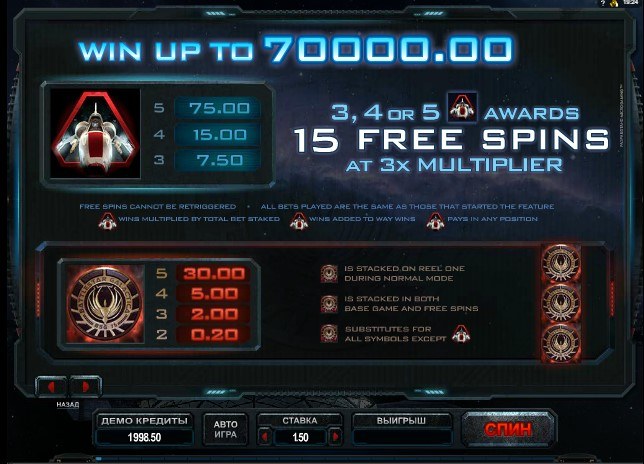 ? 19:24
WIN UP TO 70000.00
5 75.00
4 15.00
3 7.50
3, 4 OR 5 AWARDS
15 FREE SPINS
AT 3X MULTIPLIER
FREE SPINS CANNOT BE RETRIGGERED • ALL BETS PLAYED ARE THE SAME AS THOSE THAT STARTED THE FEATURE
WINS MULTIPLIED BY TOTAL BET STAKED WINS ADDED TO WAY WINS PAYS IN ANY POSITION
5 30.00
4 5.00
3 2.00
2 0.20
IS STACKED ON REEL ONE
DURING NORMAL MODE
IS STACKED IN BOTH
BASE GAME AND FREE SPINS
SUBSTITUTES FOR
ALL SYMBOLS EXCEPT
НАЗАД
ДЕМО КРЕДИТЫ
1998.50
АВТО
ИГРА
СТАВКА
1.50
ВЫИГРЫШ
СПИН